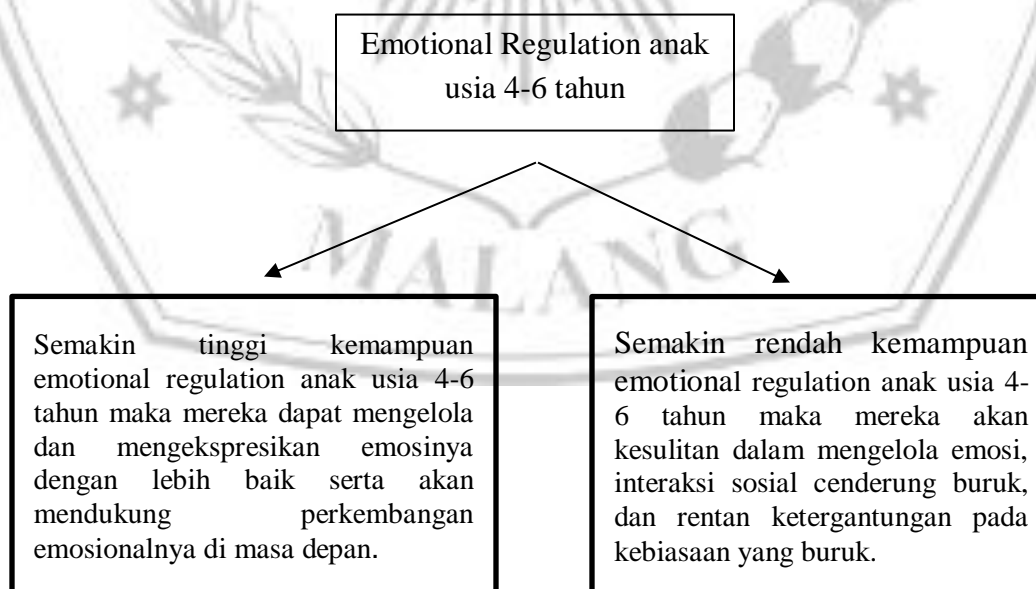 Emotional Regulation anak
usia 4-6 tahun
MALANG
Semakin tinggi kemampuan
emotional regulation anak usia 4-6
tahun maka mereka dapat mengelola
dan mengekspresikan emosinya
dengan lebih baik serta akan
mendukung perkembangan
emosionalnya di masa depan.
Semakin rendah kemampuan
emotional regulation anak usia 4-
6 tahun maka mereka akan
kesulitan dalam mengelola emosi,
interaksi sosial cenderung buruk,
dan rentan ketergantungan pada
kebiasaan yang buruk.